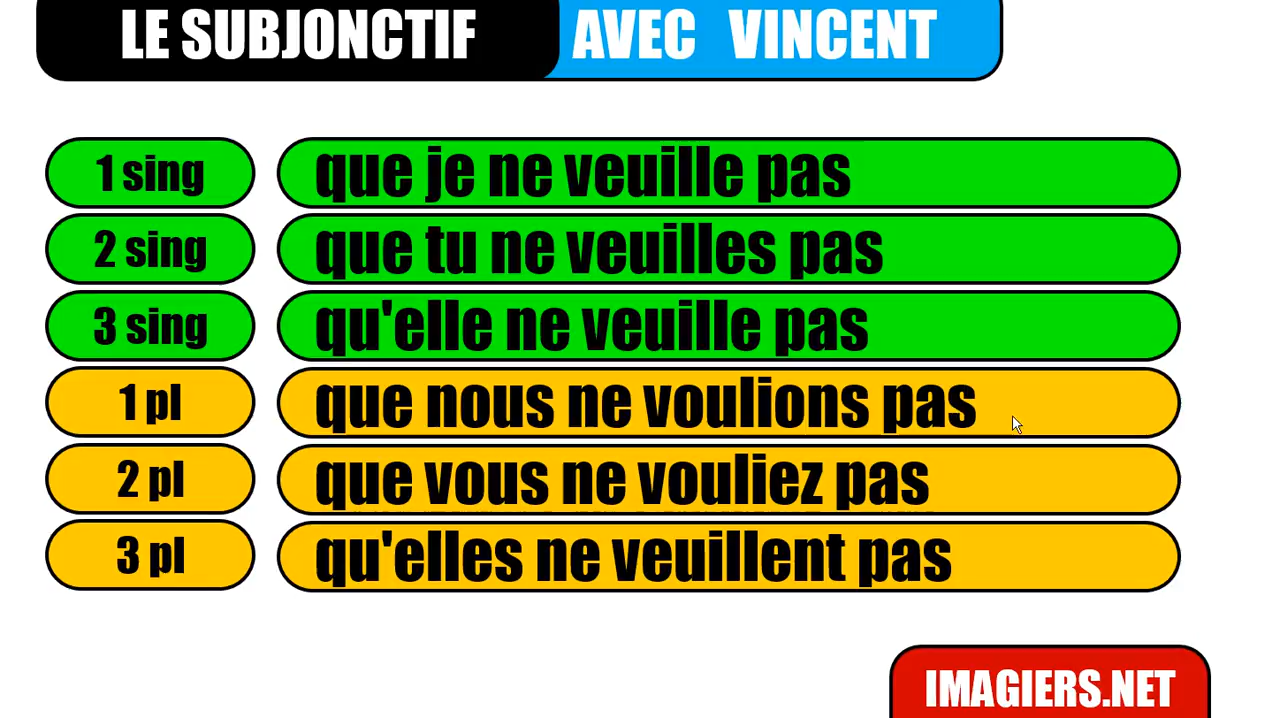 LE SUBJONCTIF AVEC VINCENT
1 sing que je ne veuille pas
2 sing que tu ne veuilles pas
3 sing qu'elle ne veuille pas
1 pl que nous ne voulions pas
2 pl que vous ne vouliez pas
3 pl qu'elles ne veuillent pas
IMAGIERS.NET